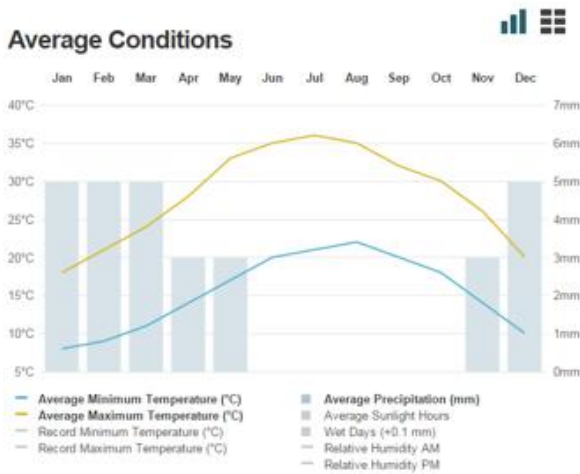 Average Conditions
Jan Feb Mar Apr May Jun Jul Aug Sep Oct Nov Dec
40°C 7mm
35°C 6mm
30°C 5mm
25°C 4mm
20°C 3mm
15°C 2mm
10°C 1mm
5°C 0mm
Average Minimum Temperature (°C) Average Precipitation (mm)
Average Maximum Temperature (°C) Average Sunlight Hours
Record Minimum Temperature (°C) Wet Days (+0.1 mm)
Record Maximum Temperature (°C) Relative Humidity AM
Relative Humidity PM